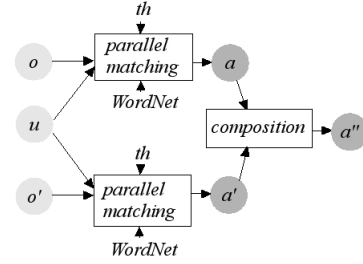 th
o
parallel
matching
a
WordNet
u
composition
a"
th
o'
parallel
matching
a'
WordNet